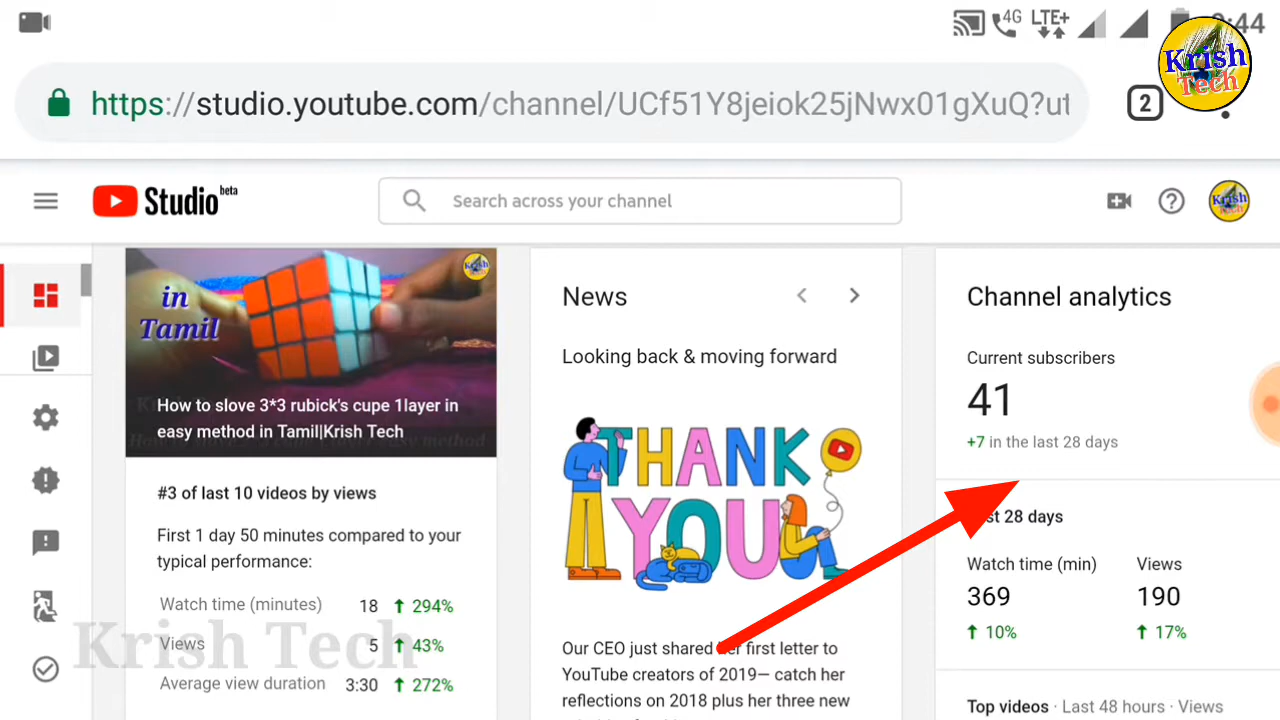 4G
LTE+
:44
Krish
Tech
https://studio.youtube.com/channel/UCf51Y8jeiok25jNwx01gXuQ?ut
2
Studio beta
Search across your channel
Krish
Tech
in
Tamil
How to slove 3*3 rubick's cupe 1layer in
easy method in Tamil|Krish Tech
#3 of last 10 videos by views
First 1 day 50 minutes compared to your
typical performance:
Watch time (minutes) 18 294%
Views 5 43%
Average view duration 3:30 272%
Krish Tech
News
Looking back & moving forward
THANK
YOU
Our CEO just shared her first letter to
YouTube creators of 2019— catch her
reflections on 2018 plus her three new
Channel analytics
Current subscribers
41
+7 in the last 28 days
Last 28 days
Watch time (min) Views
369 190
10% 17%
Top videos · Last 48 hours · Views